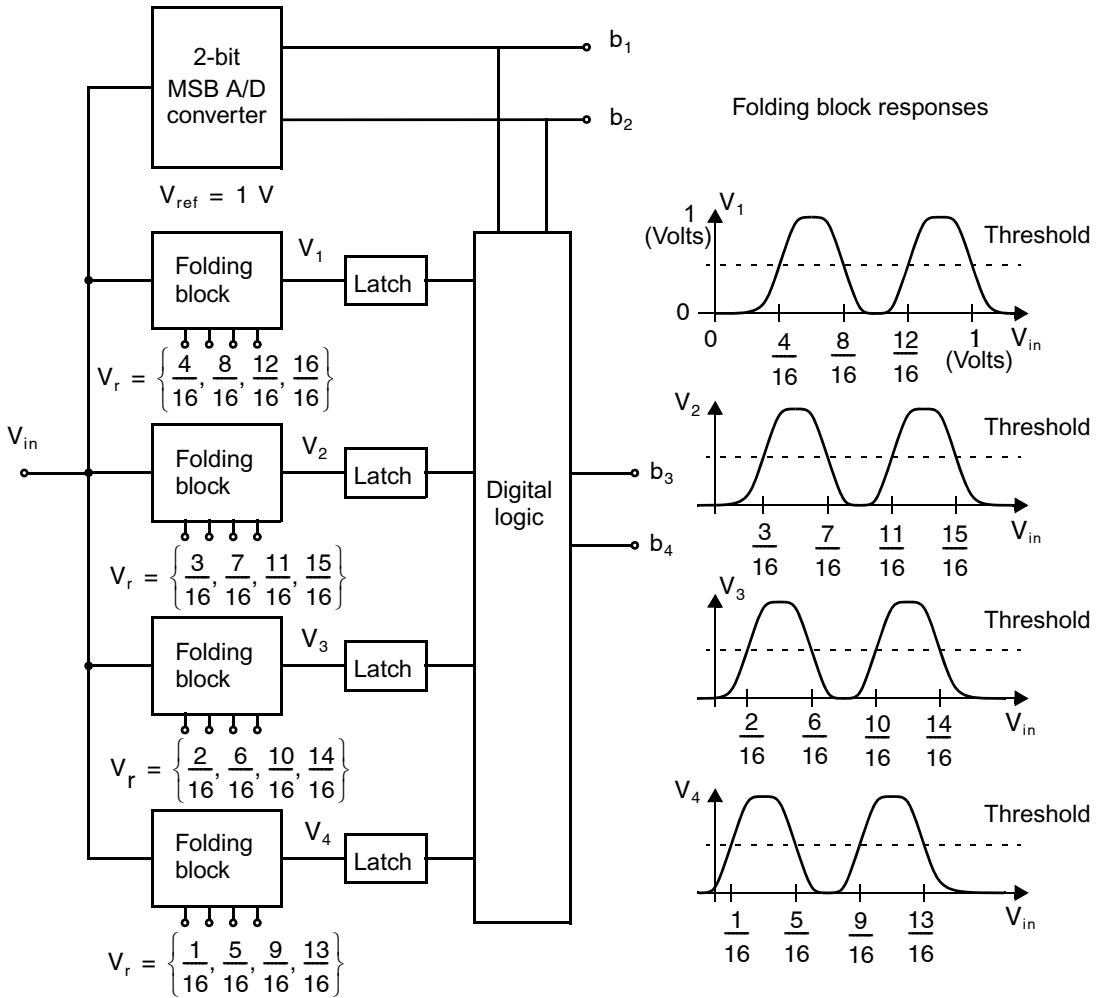 2-bit
MSB A/D
converter
b1
b2
Vref = 1 V
Folding block responses
Folding
block
V1
Latch
Vr = {4/16, 8/16, 12/16, 16/16}
Vin
Folding
block
V2
Latch
Vr = {3/16, 7/16, 11/16, 15/16}
Folding
block
V3
Latch
Vr = {2/16, 6/16, 10/16, 14/16}
Folding
block
V4
Latch
Vr = {1/16, 5/16, 9/16, 13/16}
Digital
logic
b3
b4
1
(Volts)
V1
Threshold
0
0
4/16 8/16 12/16 1
(Volts)
Vin
V2
Threshold
3/16 7/16 11/16 15/16
Vin
V3
Threshold
2/16 6/16 10/16 14/16
Vin
V4
Threshold
1/16 5/16 9/16 13/16
Vin